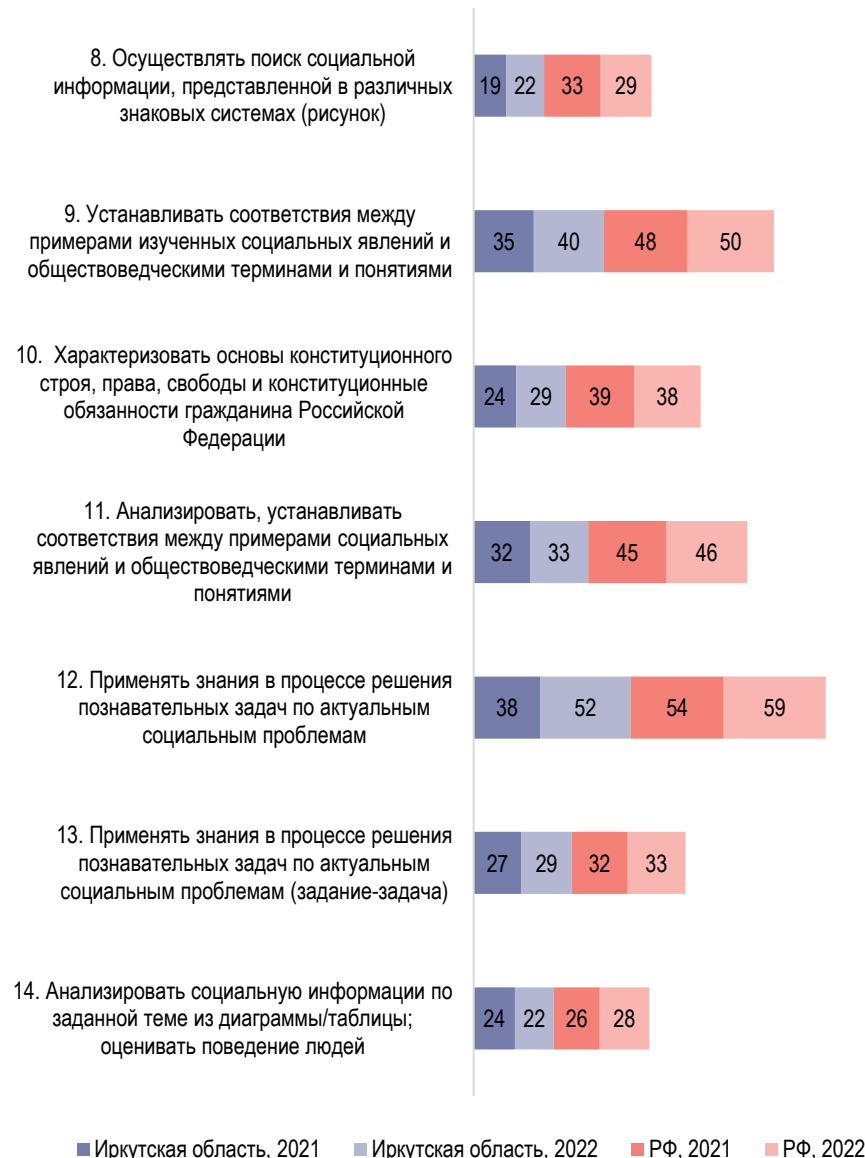 8. Осуществлять поиск социальной
информации, представленной в различных
знаковых системах (рисунок)
19 22 33 29
9. Устанавливать соответствия между
примерами изученных социальных явлений и
обществоведческими терминами и понятиями
35 40 48 50
10. Характеризовать основы конституционного
строя, права, свободы и конституционные
обязанности гражданина Российской
Федерации
24 29 39 38
11. Анализировать, устанавливать
соответствия между примерами социальных
явлений и обществоведческими терминами и
понятиями
32 33 45 46
12. Применять знания в процессе решения
познавательных задач по актуальным
социальным проблемам
38 52 54 59
13. Применять знания в процессе решения
познавательных задач по актуальным
социальным проблемам (задание-задача)
27 29 32 33
14. Анализировать социальную информации по
заданной теме из диаграммы/таблицы;
оценивать поведение людей
24 22 26 28
Иркутская область, 2021 Иркутская область, 2022 РФ, 2021 РФ, 2022